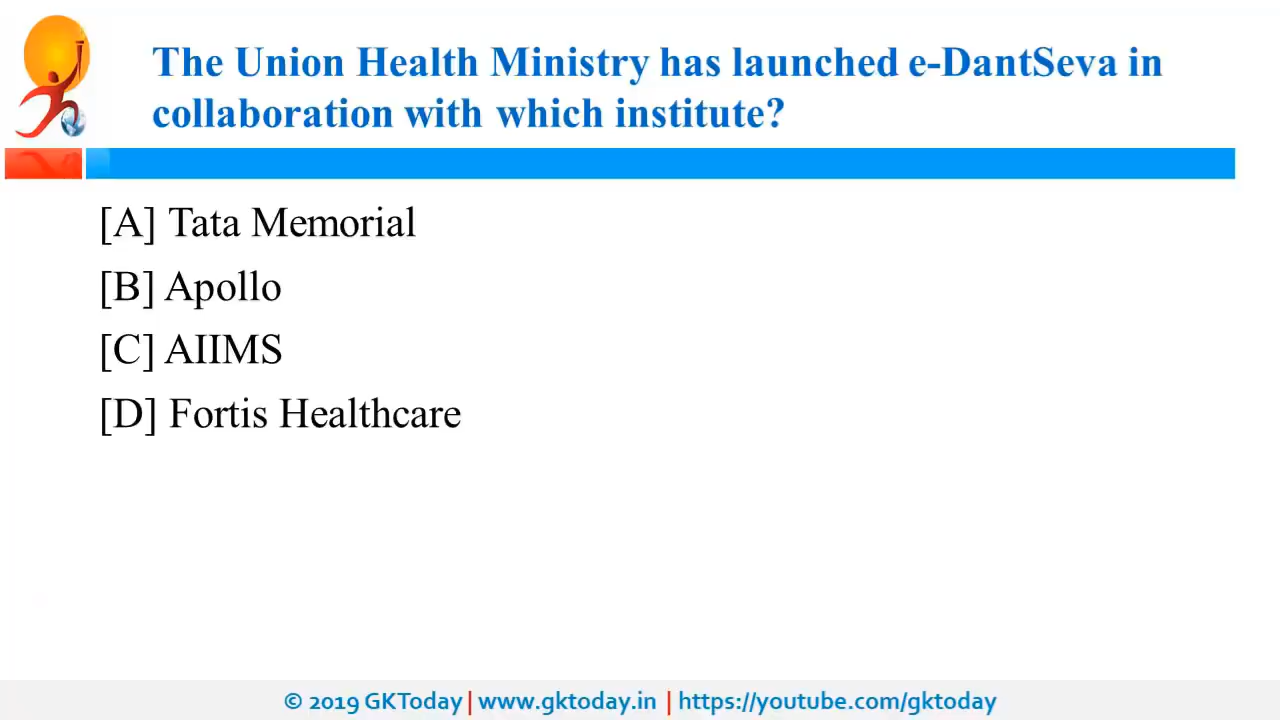 The Union Health Ministry has launched e-DantSeva in
collaboration with which institute?
[A] Tata Memorial
[B] Apollo
[C] AIIMS
[D] Fortis Healthcare
© 2019 GKToday | www.gktoday.in | https://youtube.com/gktoday